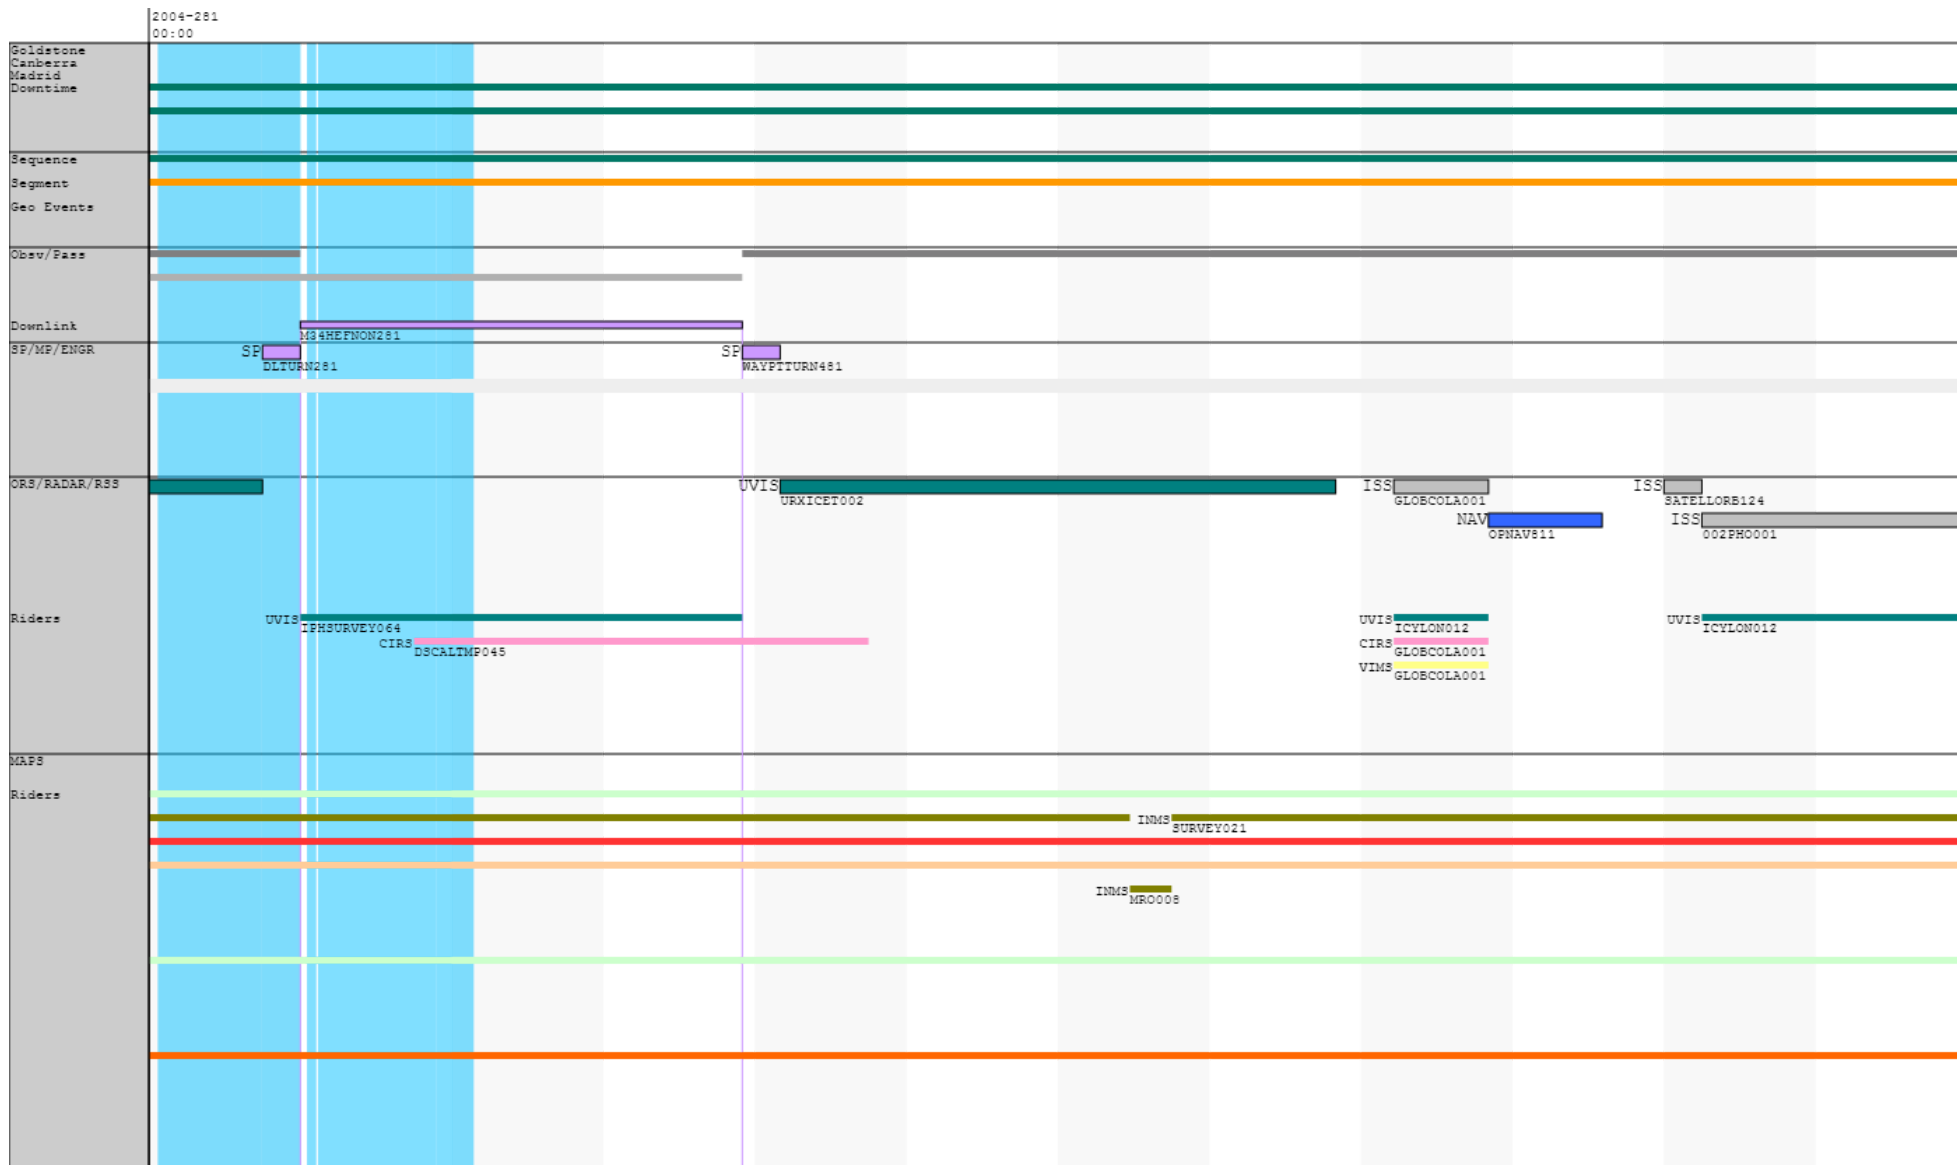 2004-281
00:00
Goldstone
Canberra
Madrid
Downtime
Sequence
Segment
Geo Events
Obsv/Pass
Downlink
M34HEFNON281
SP/MP/ENGR
SP
DLTURN281
SP
WAYPTTURN481
ORS/RADAR/RSS
UVIS
URXICET002
ISS
GLOBCOLA001
ISS
SATELLORB124
NAV
OPNAV811
ISS
002PHO001
Riders
UVIS
IPHSURVEY064
UVIS
ICYLON012
UVIS
ICYLON012
CIRS
DSCALTMP045
CIRS
GLOBCOLA001
VIMS
GLOBCOLA001
MAPS
Riders
INMS
SURVEY021
INMS
MRO008